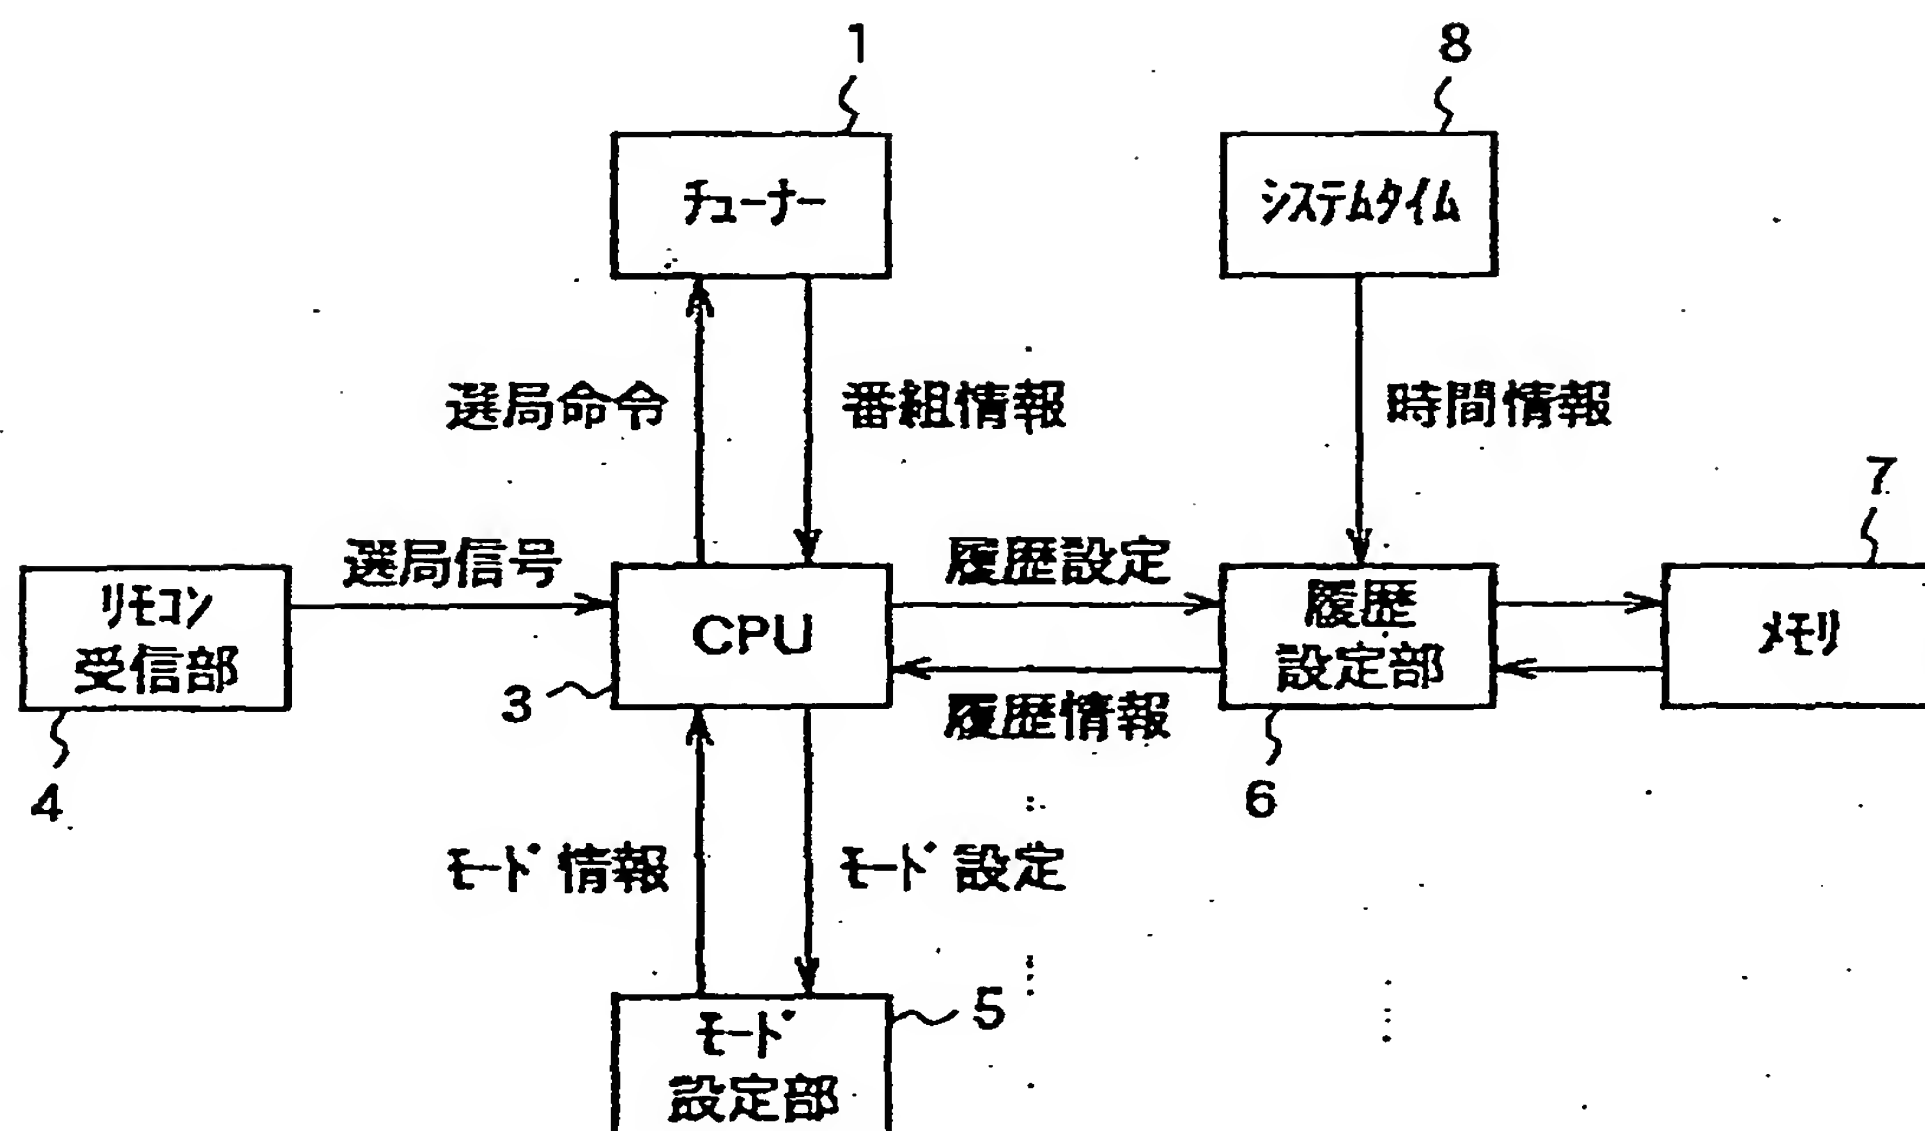 1
8
ﾁｭｰﾅｰ
ｼｽﾃﾑﾀｲﾑ
選局命令
番組情報
時間情報
7
選局信号
履歴設定
ﾘﾓｺﾝ
受信部
CPU
履歴
設定部
ﾒﾓﾘ
3
履歴情報
4
6
ﾓｰﾄﾞ情報
ﾓｰﾄﾞ設定
5
ﾓｰﾄﾞ
設定部